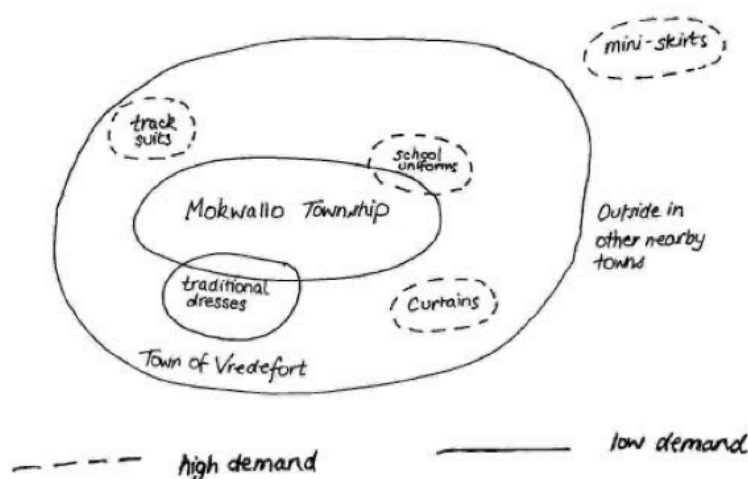 mini-skirts
track
suits
school
uniforms
Mokwallo Township
Outside in
other nearby
towns
traditional
dresses
Curtains
Town of Vredefort
high demand
low demand